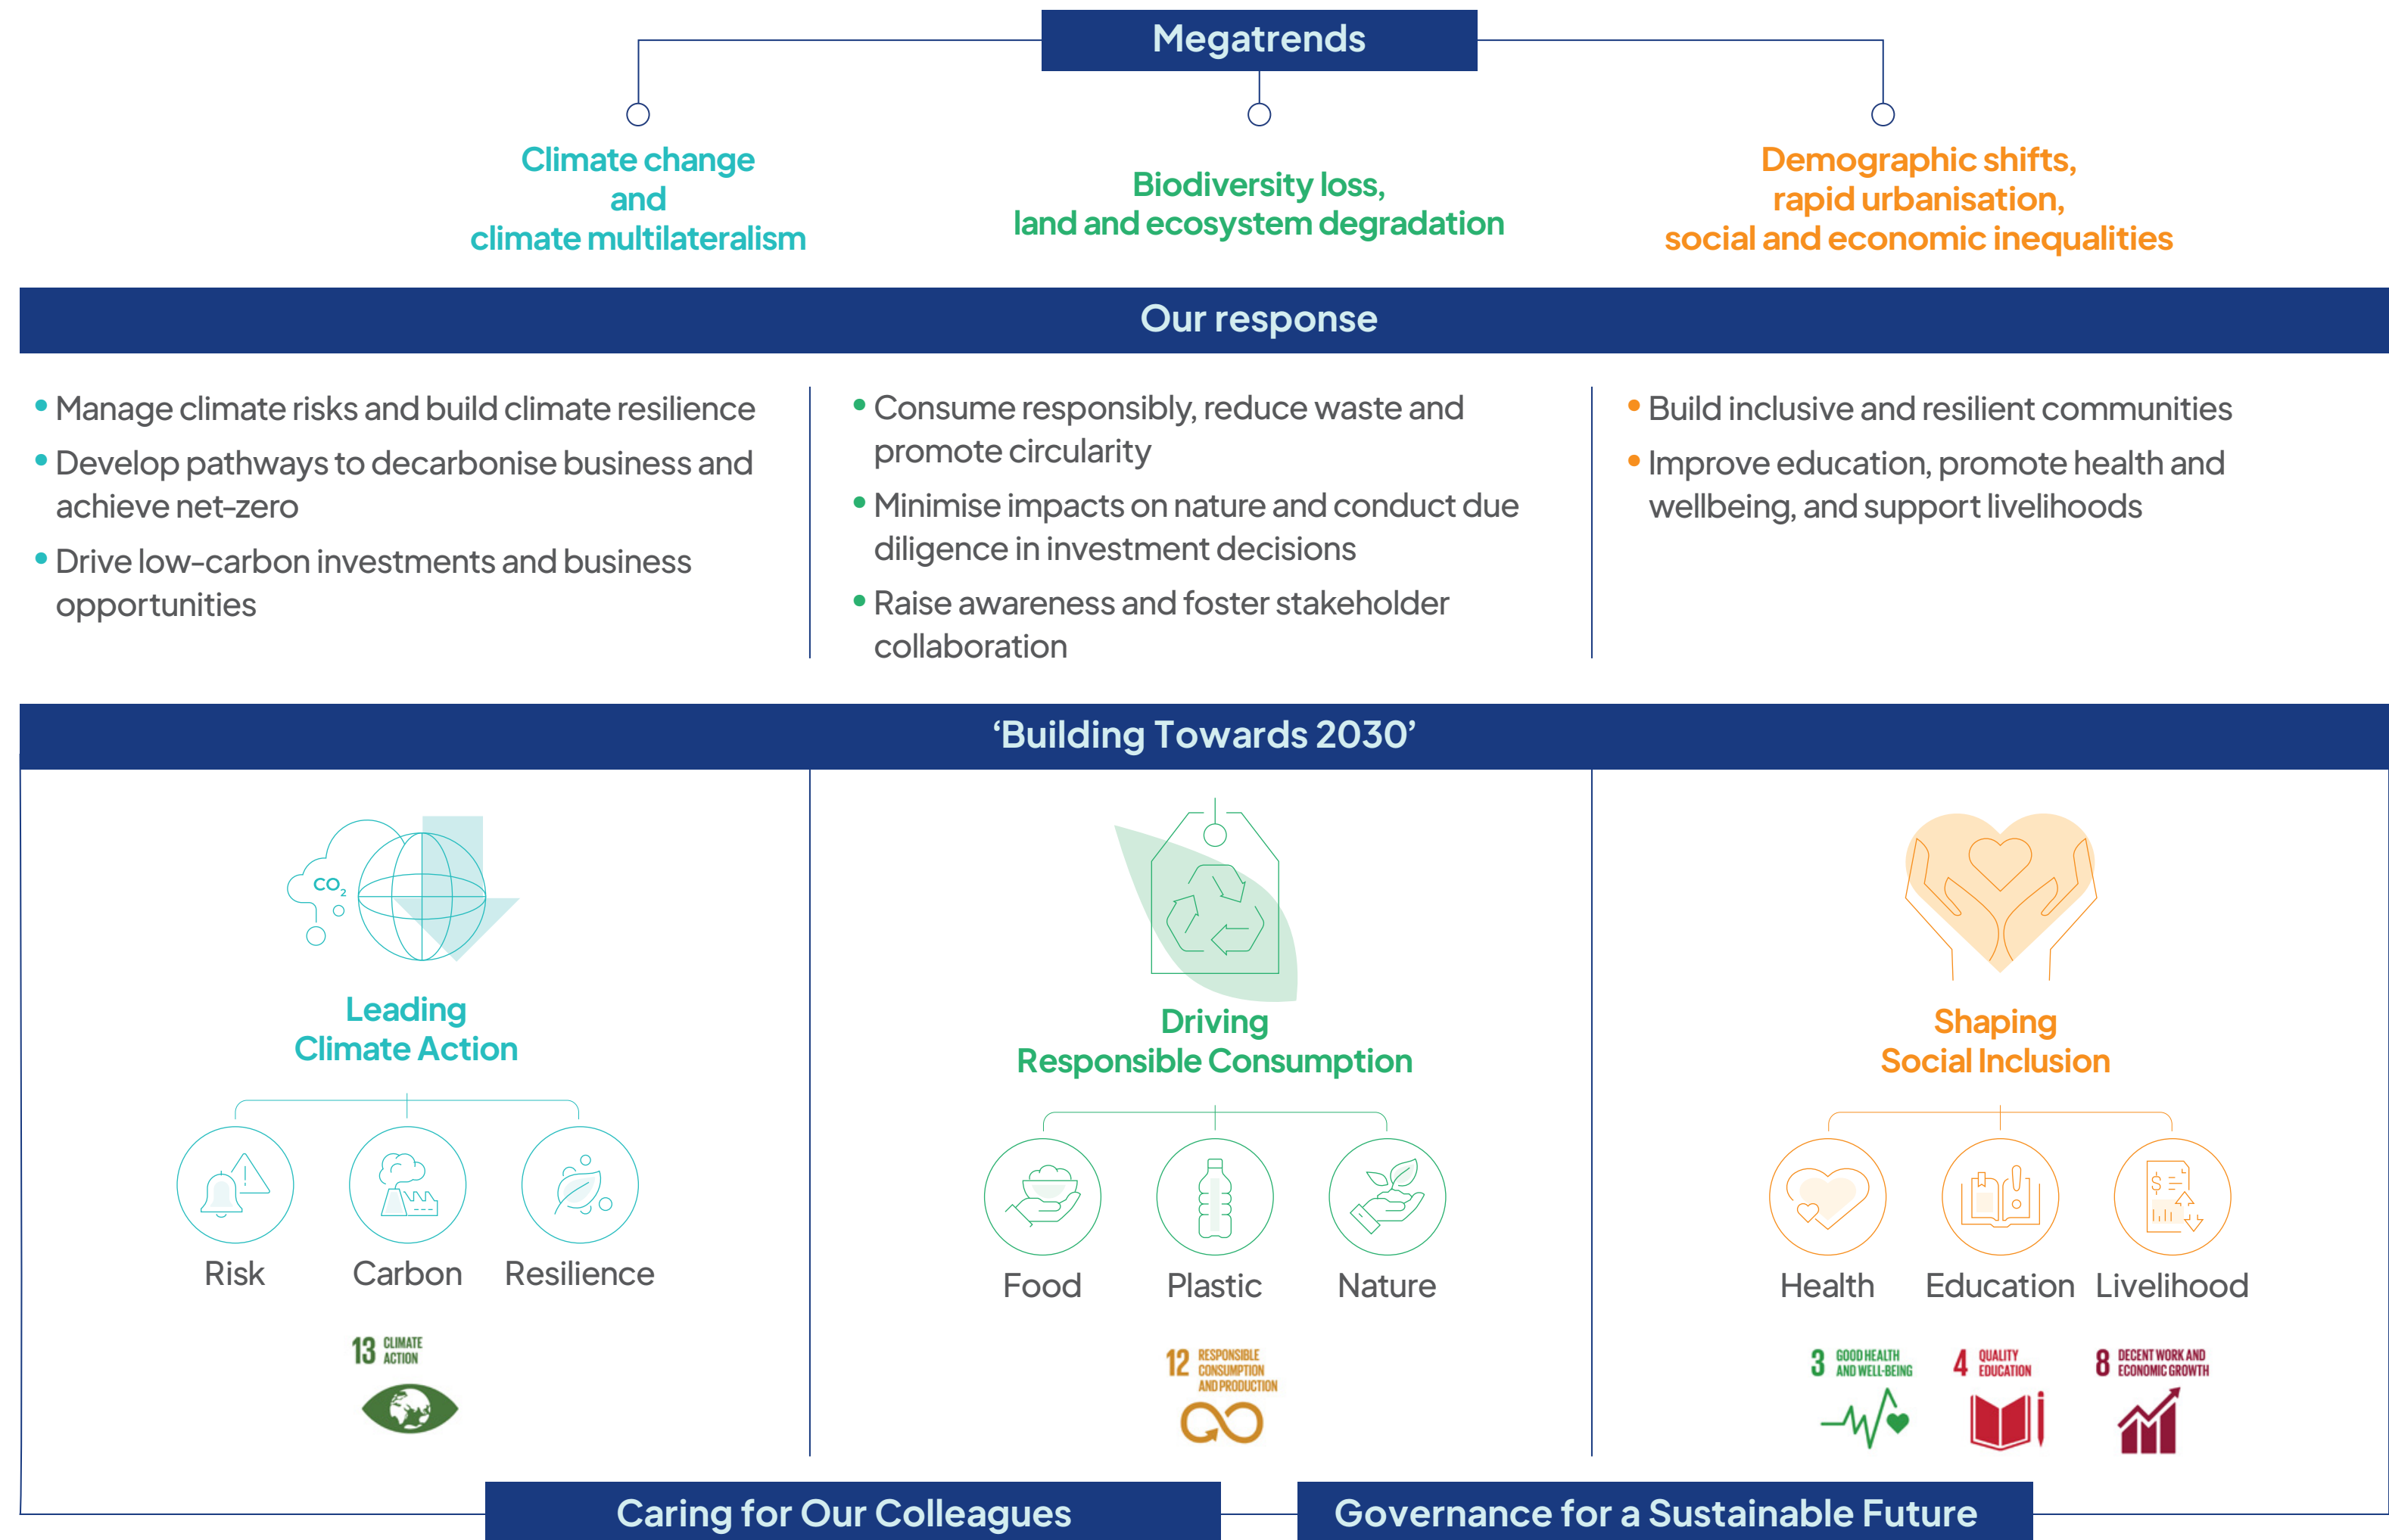 Megatrends
Climate change
and
climate multilateralism
Biodiversity loss,
land and ecosystem degradation
Demographic shifts,
rapid urbanisation,
social and economic inequalities
Our response
• Manage climate risks and build climate resilience
• Develop pathways to decarbonise business and
achieve net-zero
• Drive low-carbon investments and business
opportunities
• Consume responsibly, reduce waste and
promote circularity
• Minimise impacts on nature and conduct due
diligence in investment decisions
• Raise awareness and foster stakeholder
collaboration
• Build inclusive and resilient communities
• Improve education, promote health and
wellbeing, and support livelihoods
‘Building Towards 2030’
CO₂
Leading
Climate Action
Risk
Carbon
Resilience
13 CLIMATE
ACTION
Driving
Responsible Consumption
Food
Plastic
Nature
12 RESPONSIBLE
CONSUMPTION
AND PRODUCTION
Shaping
Social Inclusion
$
Health
Education
Livelihood
3 GOOD HEALTH
AND WELL-BEING
4 QUALITY
EDUCATION
8 DECENT WORK AND
ECONOMIC GROWTH
Caring for Our Colleagues
Governance for a Sustainable Future